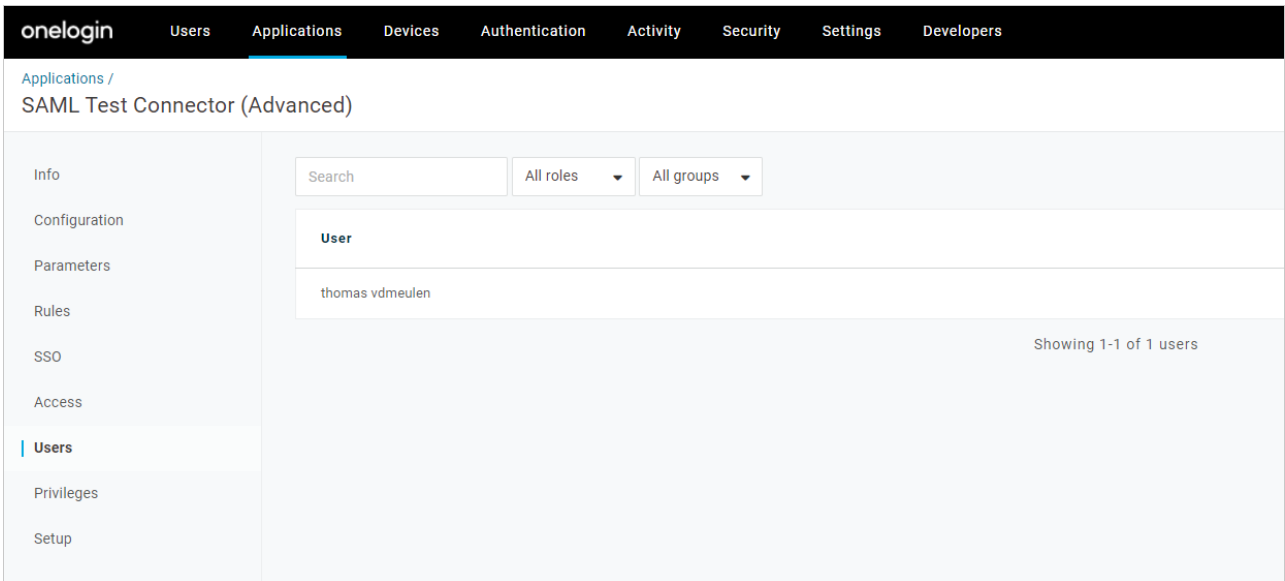 onelogin Users Applications Devices Authentication Activity Security Settings Developers
Applications /
SAML Test Connector (Advanced)
Info
Configuration
Parameters
Rules
SSO
Access
Users
Privileges
Setup
Search All roles All groups
User
thomas vdmeulen
Showing 1-1 of 1 users